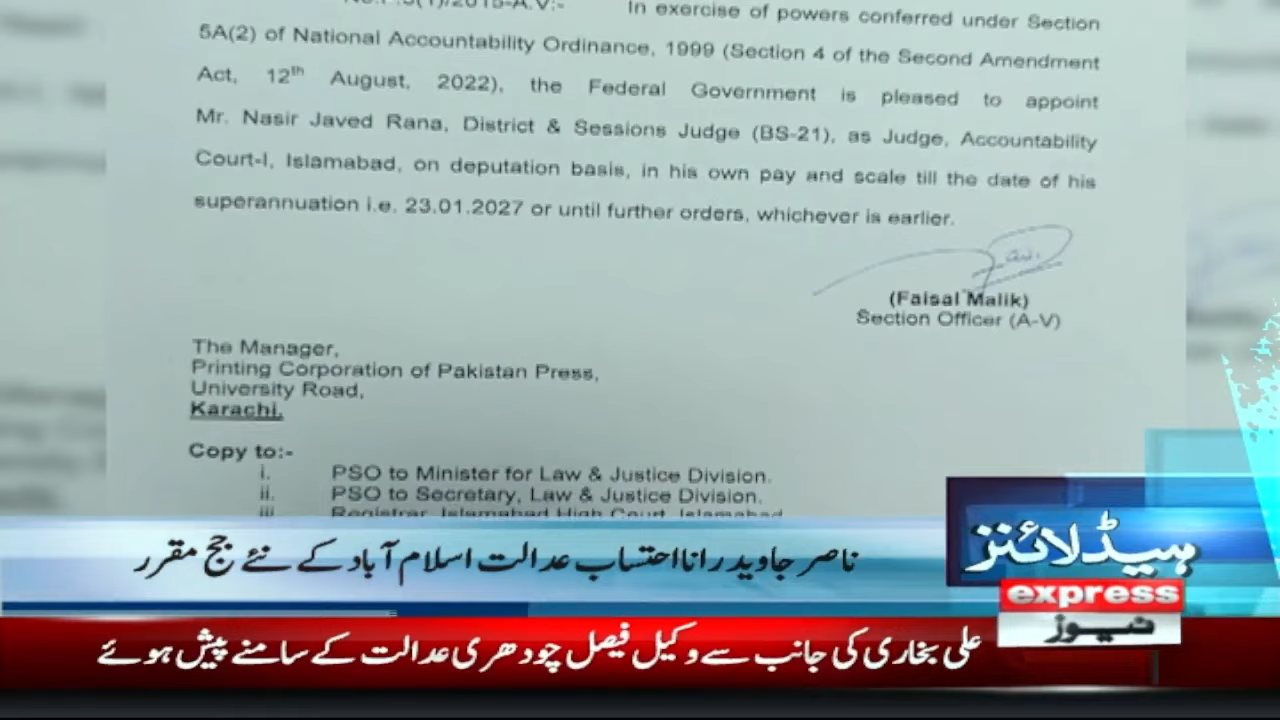 In exercise of powers conferred under Section
5A(2) of National Accountability Ordinance, 1999 (Section 4 of the Second Amendment
Act, 12th August, 2022), the Federal Government is pleased to appoint
Mr. Nasir Javed Rana, District & Sessions Judge (BS-21), as Judge, Accountability
Court-I, Islamabad, on deputation basis, in his own pay and scale till the date of his
superannuation i.e. 23.01.2027 or until further orders, whichever is earlier.
(Faisal Malik)
Section Officer (A-V)
The Manager,
Printing Corporation of Pakistan Press,
University Road,
Karachi.
Copy to:-
i. PSO to Minister for Law & Justice Division.
ii. PSO to Secretary, Law & Justice Division.
iii Registrar, Islamabad High Court, Islamabad
ہیڈلائنز
ناصر جاوید رانا احتساب عدالت اسلام آباد کے نئے جج مقرر
express
نیوز
علی بخاری کی جانب سے وکیل فیصل چودھری عدالت کے سامنے پیش ہوئے